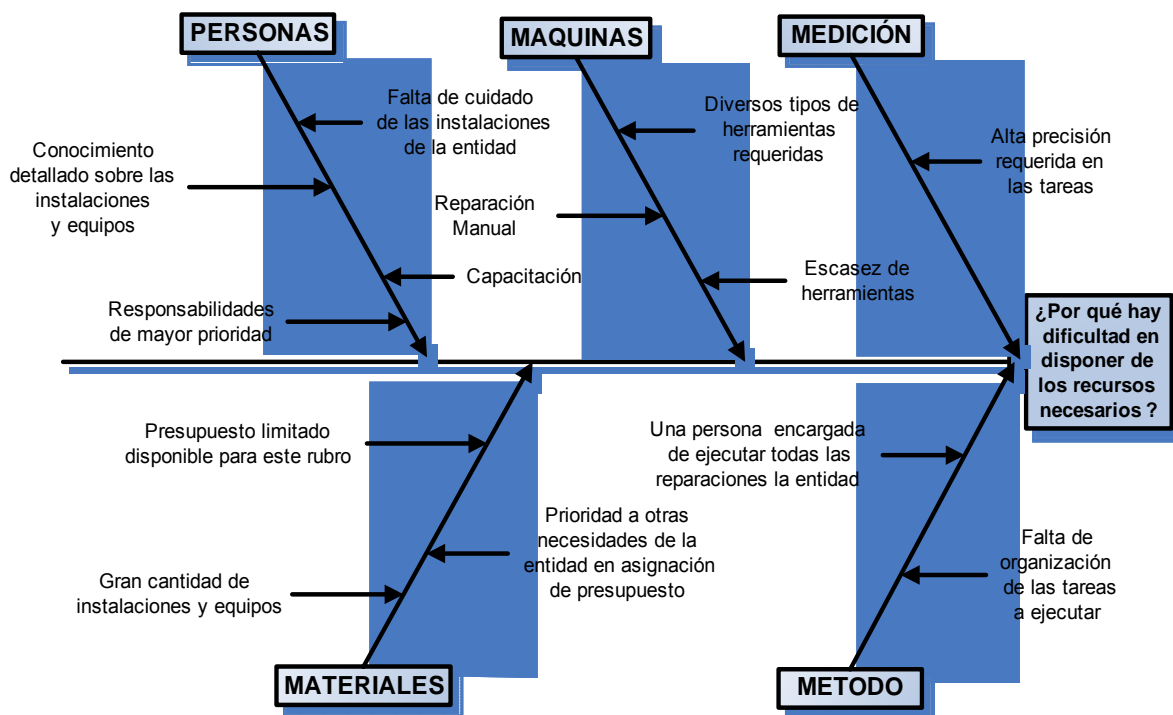 PERSONAS
MAQUINAS
MEDICIÓN
Falta de cuidado
de las instalaciones
de la entidad
Conocimiento
detallado sobre las
instalaciones
y equipos
Capacitación
Responsabilidades
de mayor prioridad
Diversos tipos de
herramientas
requeridas
Reparación
Manual
Escasez de
herramientas
Alta precisión
requerida en
las tareas
¿Por qué hay
dificultad en
disponer de
los recursos
necesarios ?
Presupuesto limitado
disponible para este rubro
Prioridad a otras
necesidades de la
entidad en asignación
de presupuesto
Gran cantidad de
instalaciones y equipos
Una persona encargada
de ejecutar todas las
reparaciones la entidad
Falta de
organización
de las tareas
a ejecutar
MATERIALES
METODO